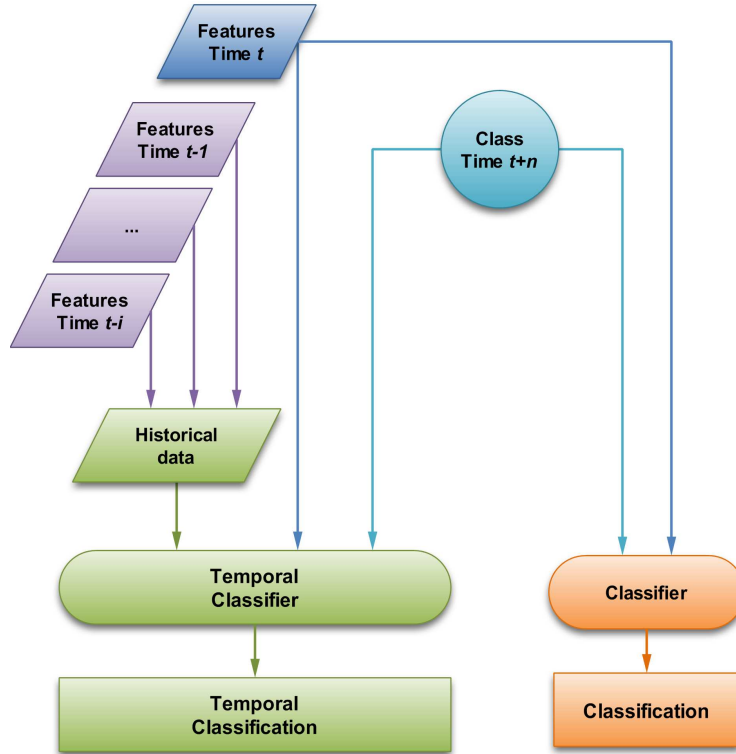 Features
Time t
Features
Time t-1
Class
Time t+n
...
Features
Time t-i
Historical
data
Temporal
Classifier
Classifier
Temporal
Classification
Classification